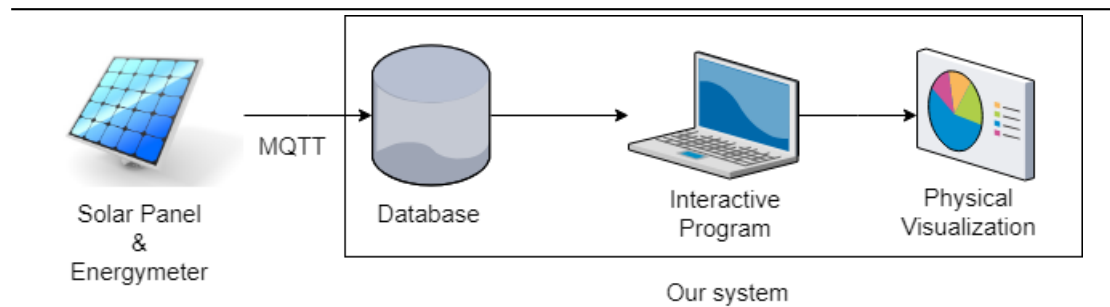 MQTT
Solar Panel
&
Energymeter
Database
Interactive
Program
Physical
Visualization
Our system